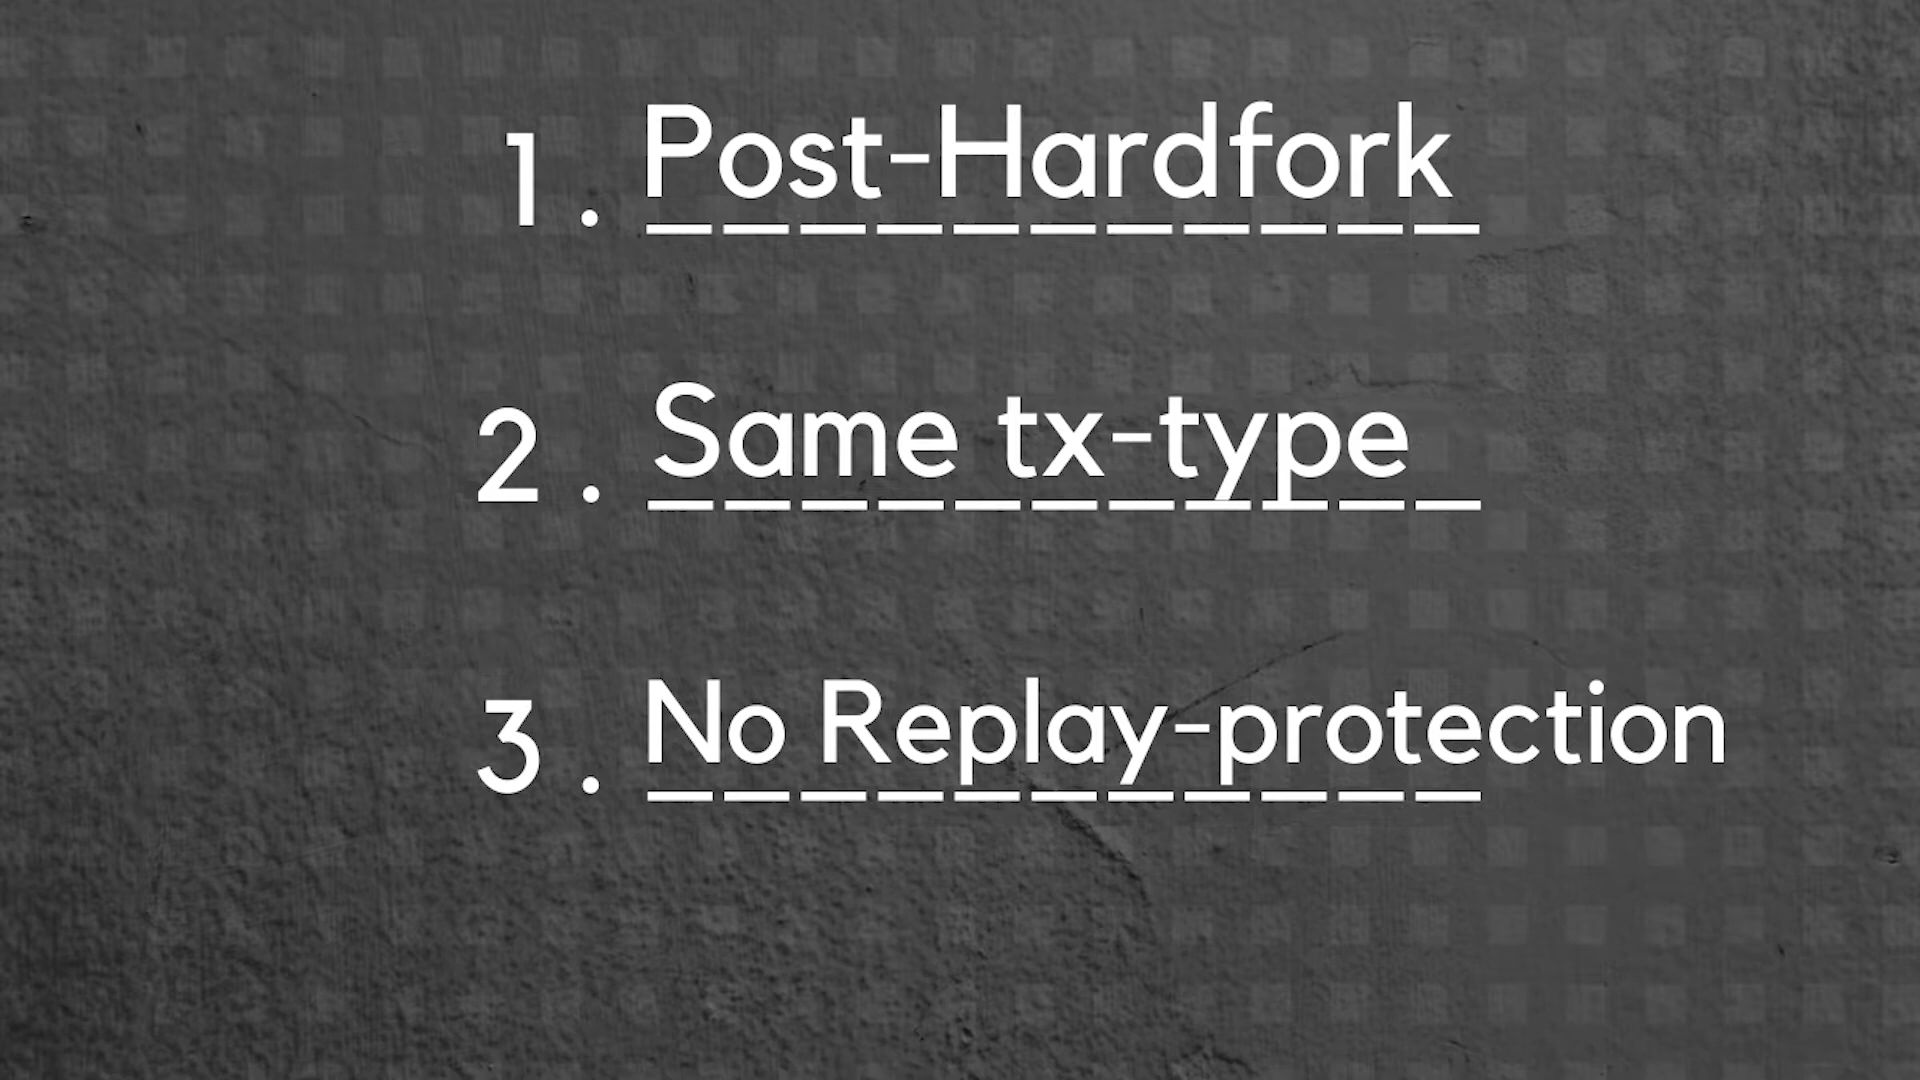 1. Post-Hardfork
2. Same tx-type
3. No Replay-protection